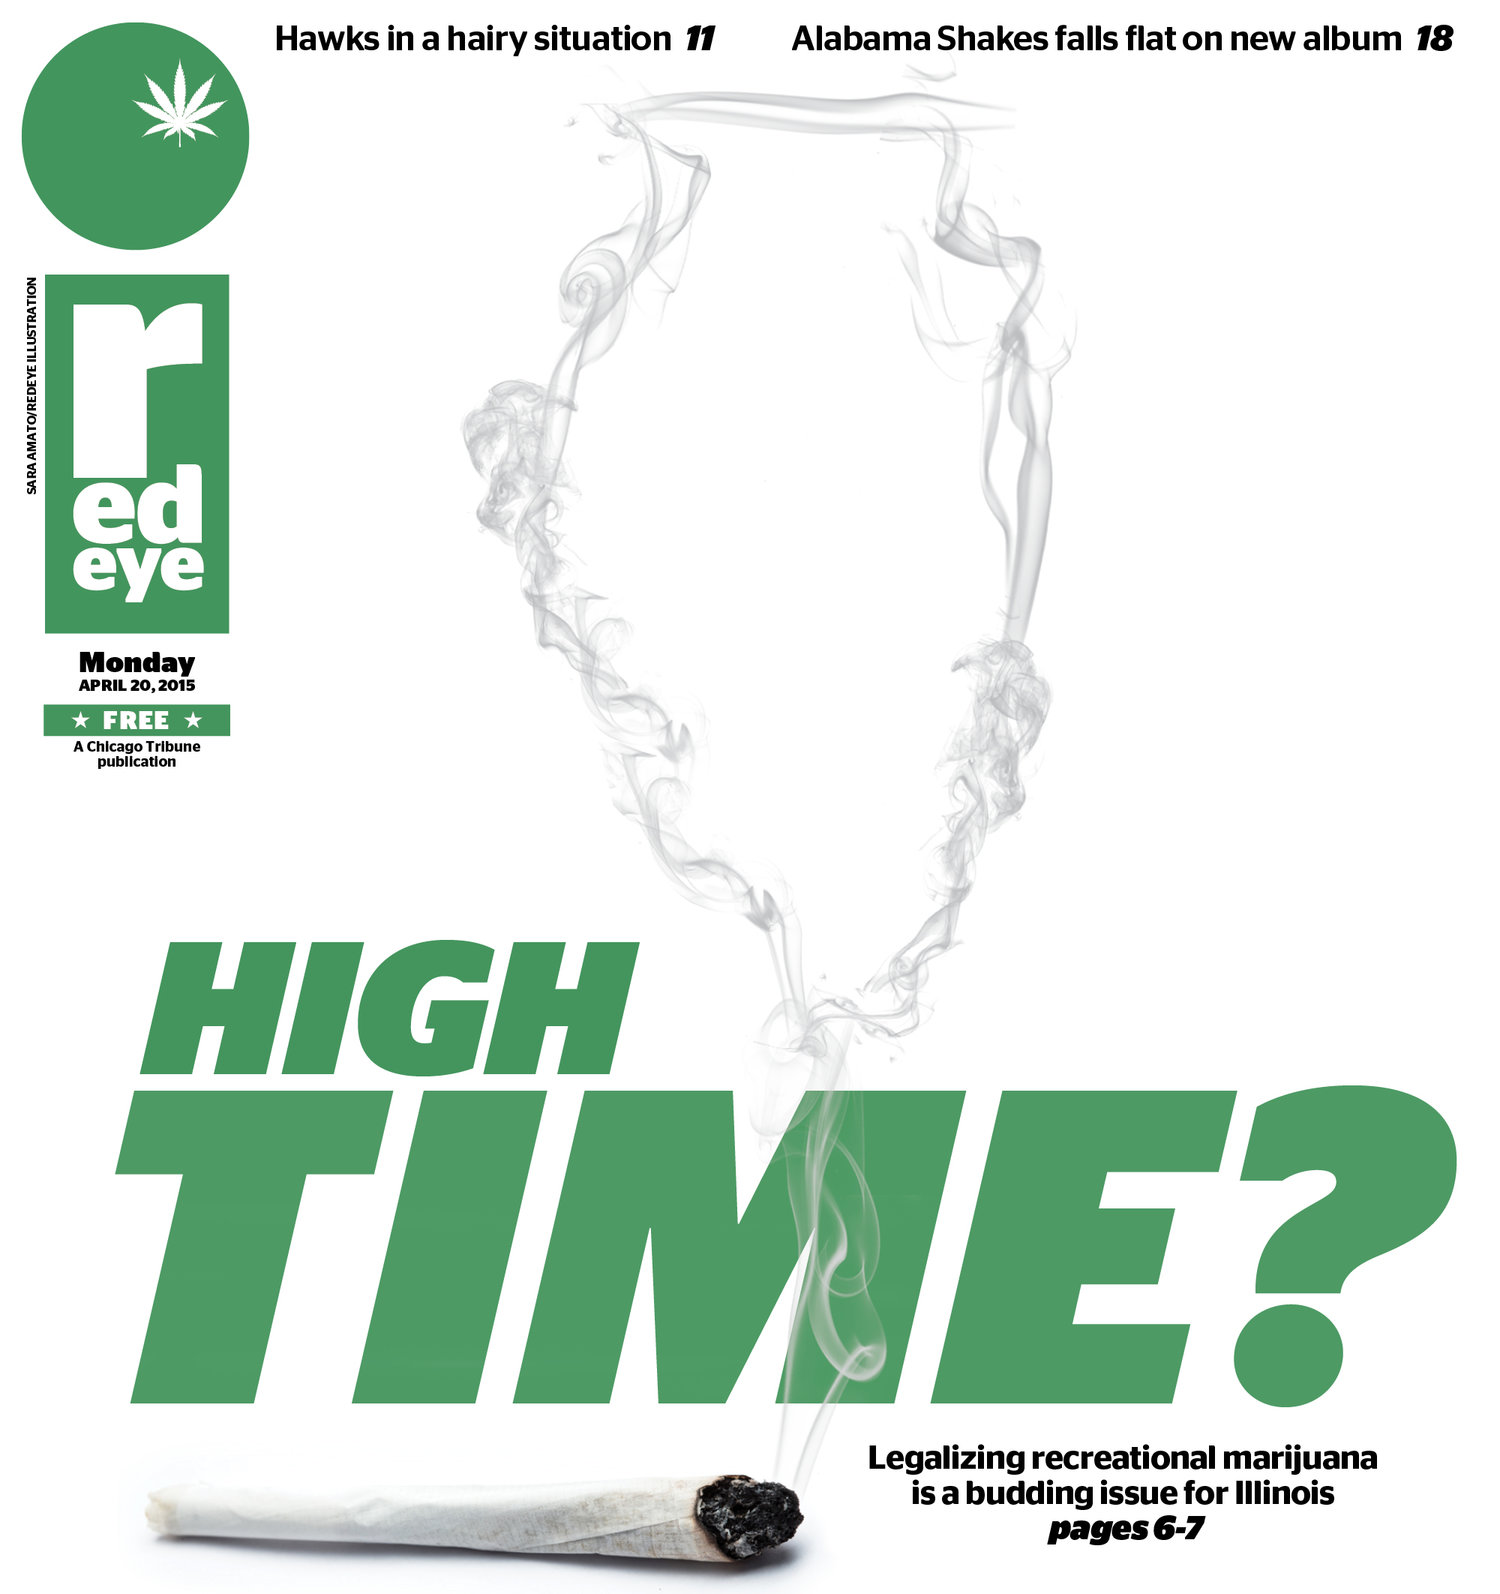 Hawks in a hairy situation 11
Alabama Shakes falls flat on new album 18
SARA AMATO/REDEYE ILLUSTRATION
red
eye
Monday
APRIL 20, 2015
★ FREE ★
A Chicago Tribune
publication
HIGH
TIME?
Legalizing recreational marijuana
is a budding issue for Illinois
pages 6-7